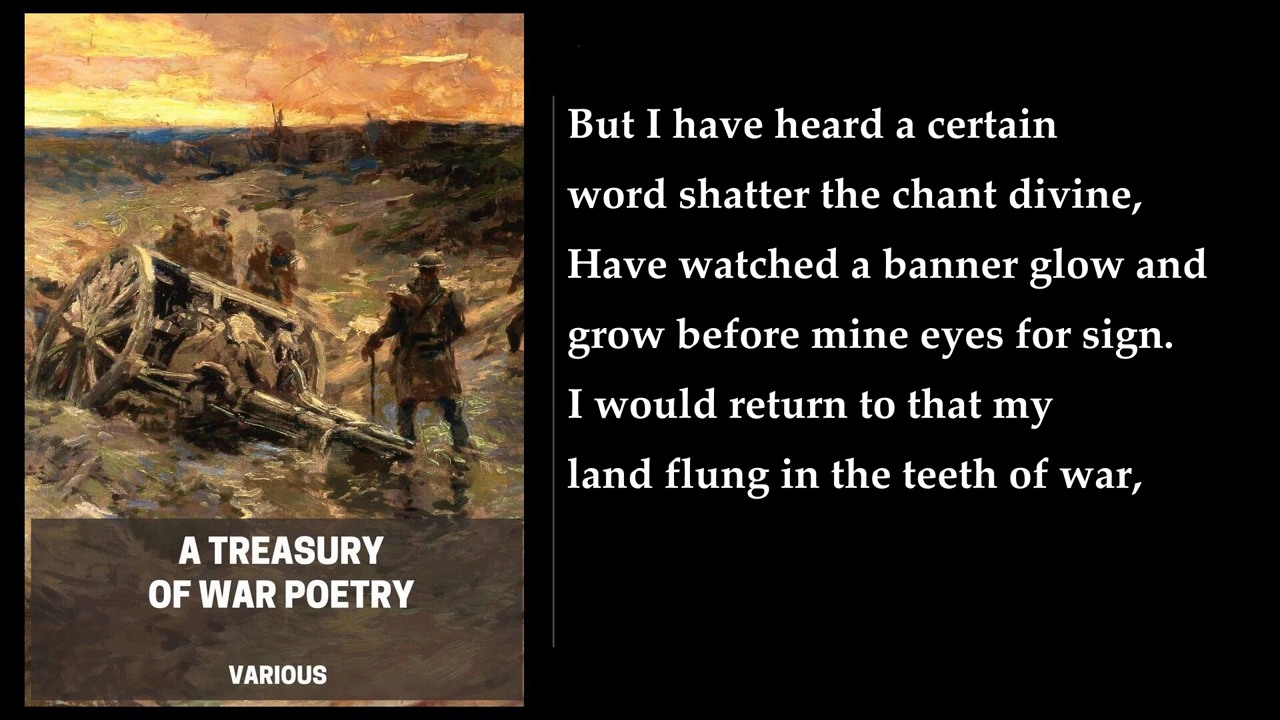 But I have heard a certain
word shatter the chant divine,
Have watched a banner glow and
grow before mine eyes for sign.
I would return to that my
land flung in the teeth of war,
A TREASURY
OF WAR POETRY
VARIOUS